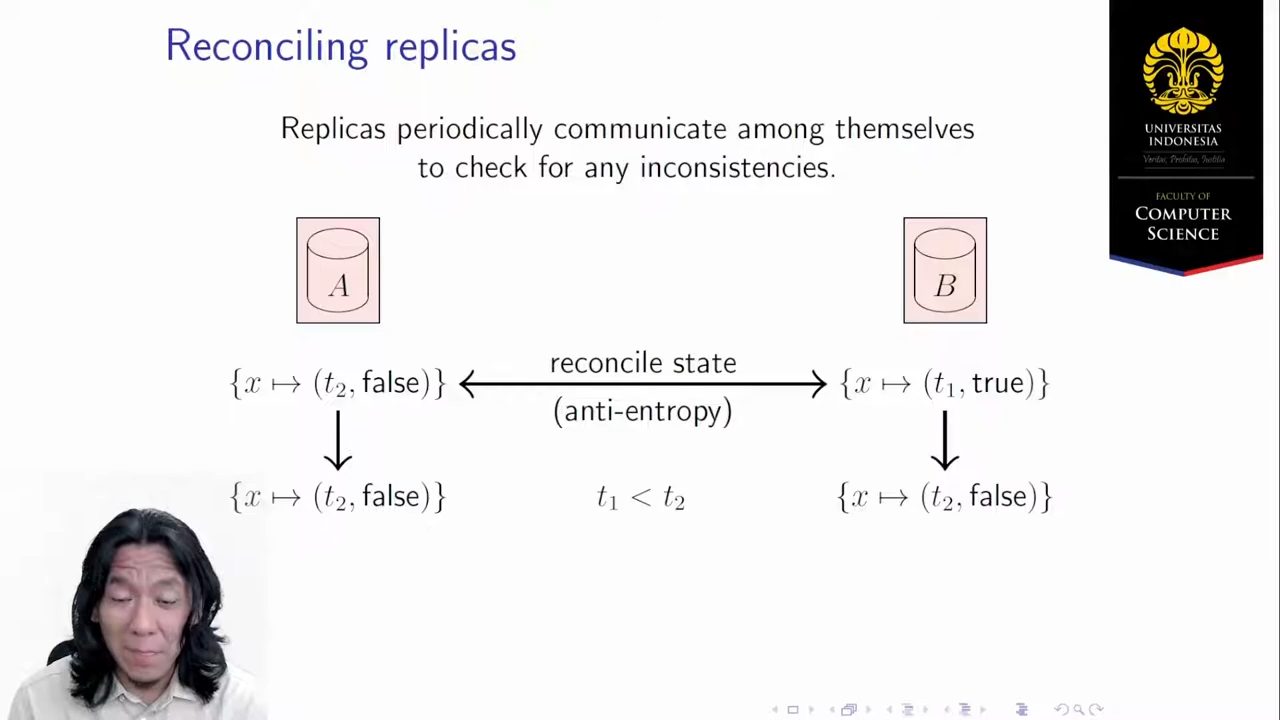 Reconciling replicas
Replicas periodically communicate among themselves
to check for any inconsistencies.
UNIVERSITAS
INDONESIA
Veritas, Probitas, Iustitia
FACULTY OF
COMPUTER
SCIENCE
A
B
{x ↦ (t₂, false)}
reconcile state
(anti-entropy)
{x ↦ (t₁, true)}
{x ↦ (t₂, false)}
t₁ < t₂
{x ↦ (t₂, false)}